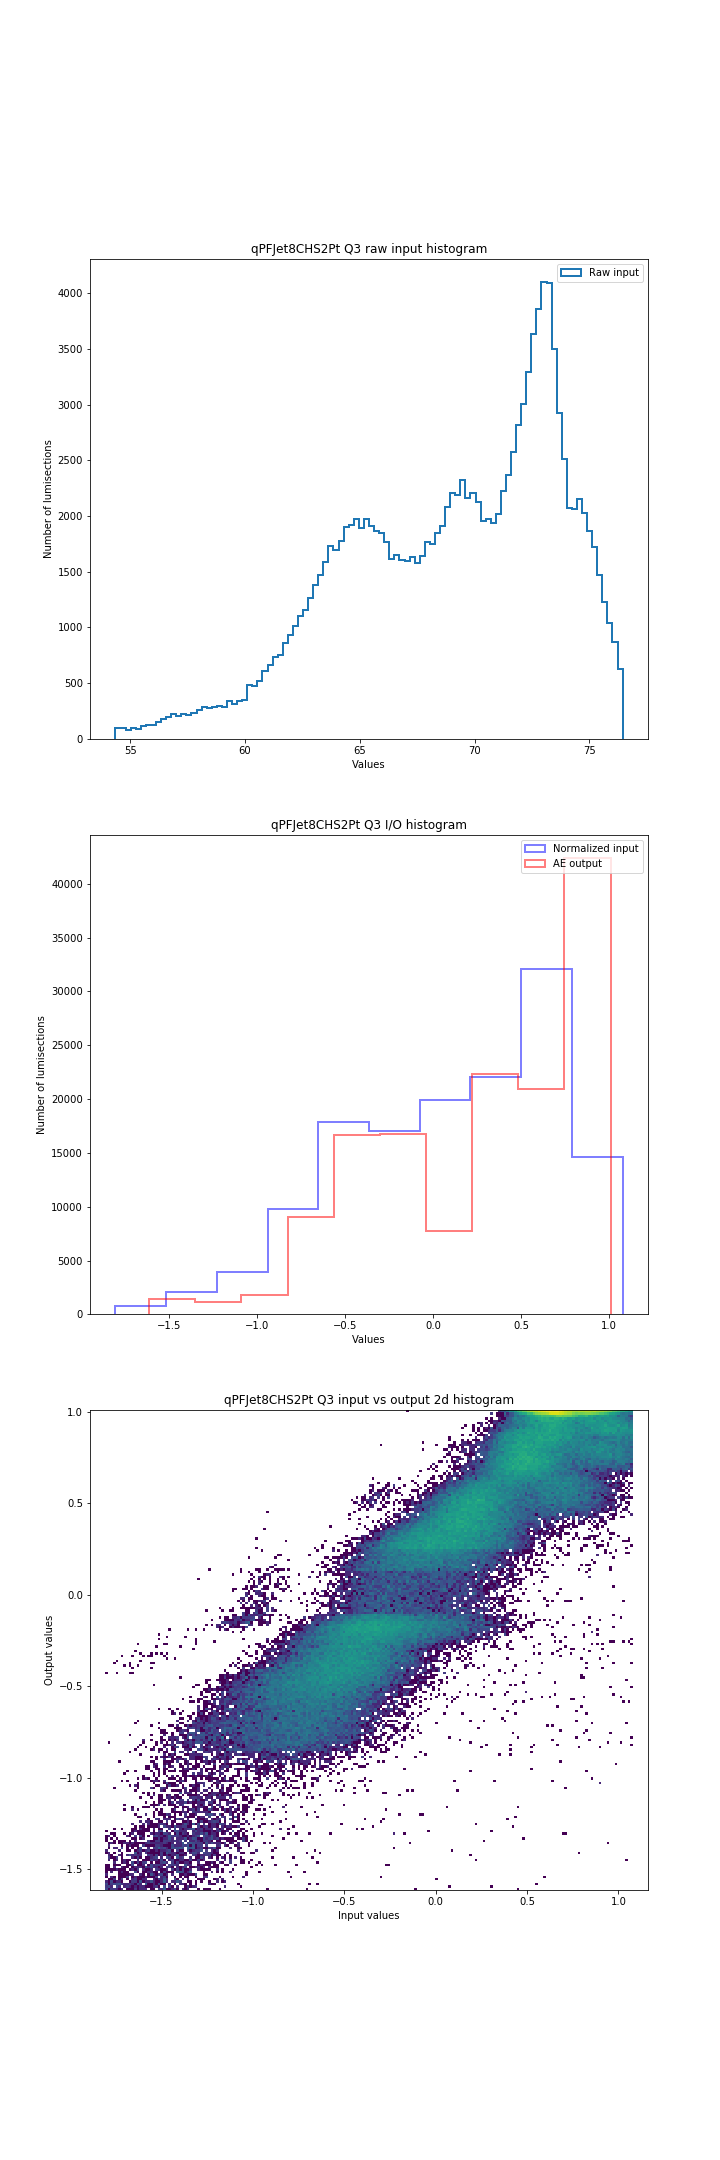 qPFJet8CHS2Pt Q3 raw input histogram
Raw input
4000
3500
3000
2500
2000
1500
1000
500
0
Number of lumisections
55 60 65 70 75
Values
qPFJet8CHS2Pt Q3 I/O histogram
Normalized input
AE output
40000
35000
30000
25000
20000
15000
10000
5000
0
Number of lumisections
−1.5 −1.0 −0.5 0.0 0.5 1.0
Values
qPFJet8CHS2Pt Q3 input vs output 2d histogram
1.0
0.5
0.0
−0.5
−1.0
−1.5
Output values
−1.5 −1.0 −0.5 0.0 0.5 1.0
Input values